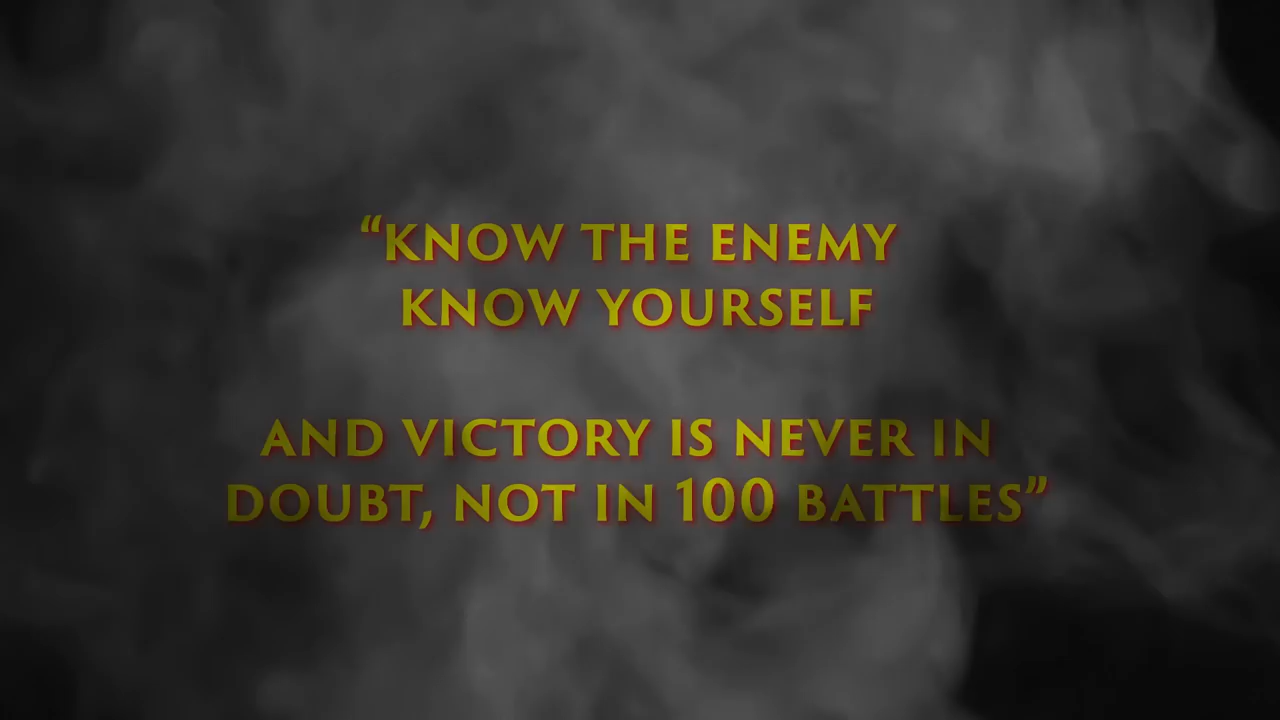 “KNOW THE ENEMY
KNOW YOURSELF
AND VICTORY IS NEVER IN
DOUBT, NOT IN 100 BATTLES”